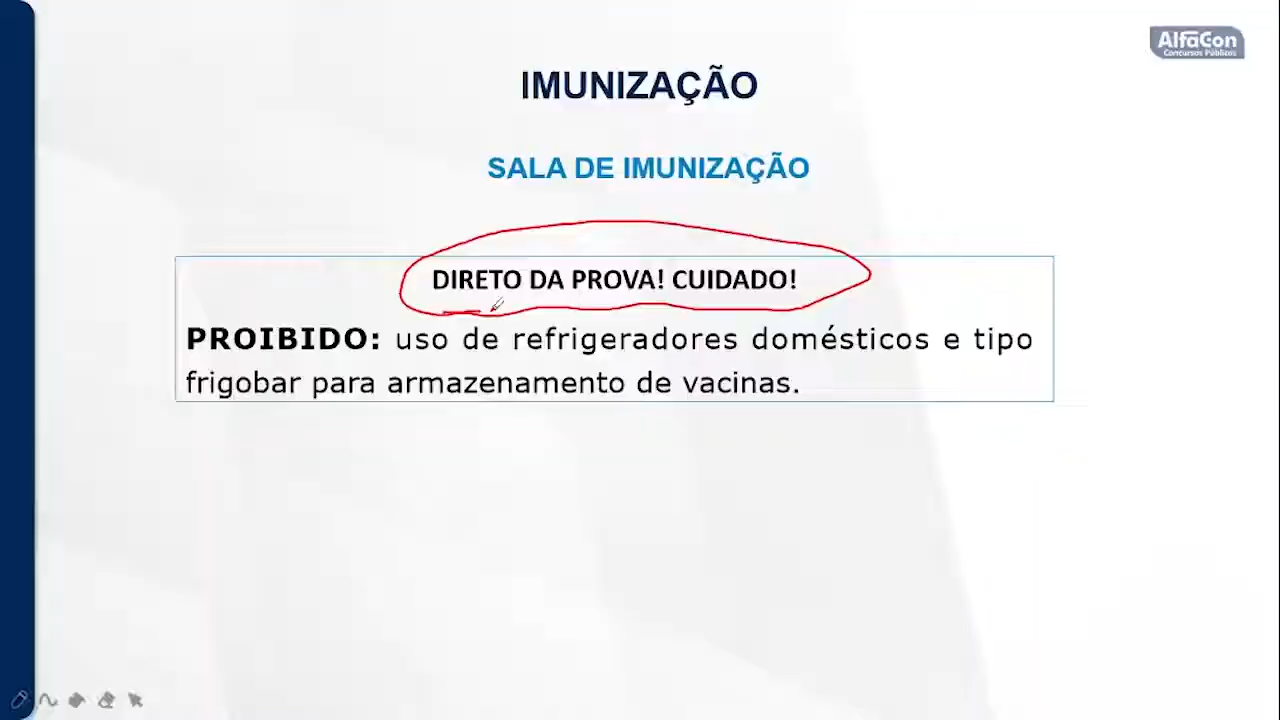 AlfaCon
Concursos Públicos
IMUNIZAÇÃO
SALA DE IMUNIZAÇÃO
DIRETO DA PROVA! CUIDADO!
PROIBIDO: uso de refrigeradores domésticos e tipo
frigobar para armazenamento de vacinas.